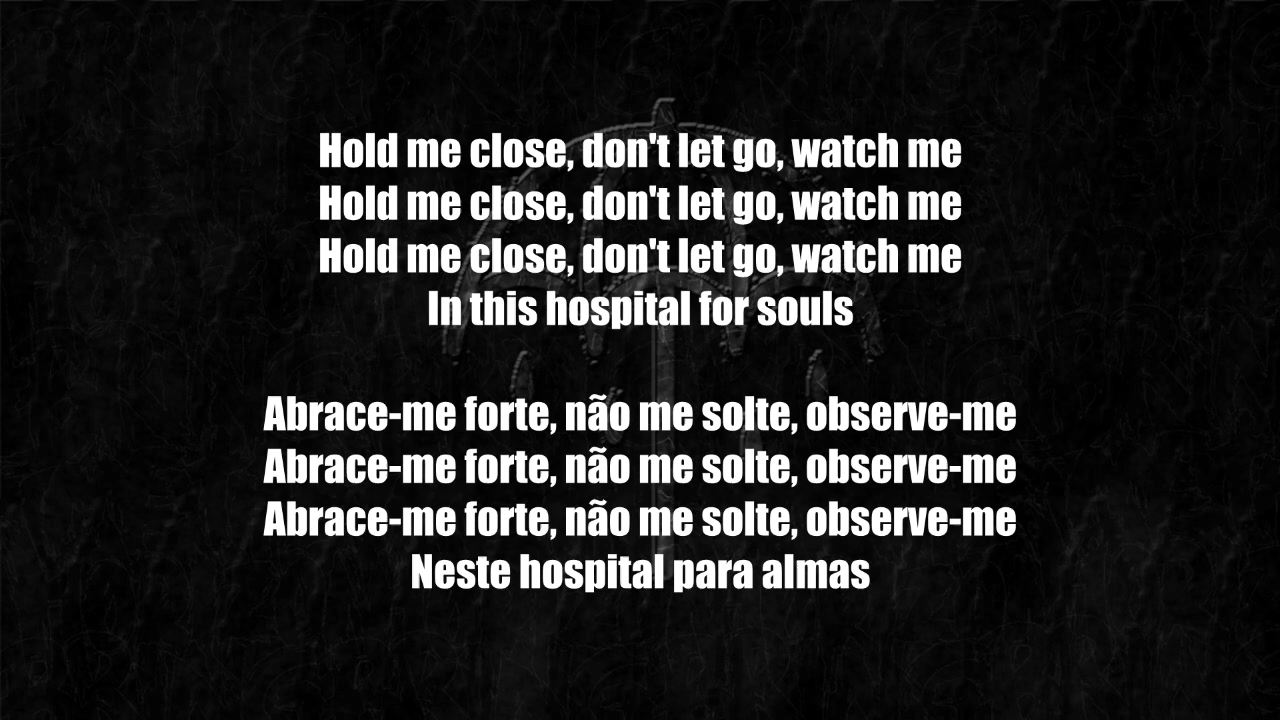 Hold me close, don't let go, watch me
Hold me close, don't let go, watch me
Hold me close, don't let go, watch me
In this hospital for souls
Abrace-me forte, não me solte, observe-me
Abrace-me forte, não me solte, observe-me
Abrace-me forte, não me solte, observe-me
Neste hospital para almas